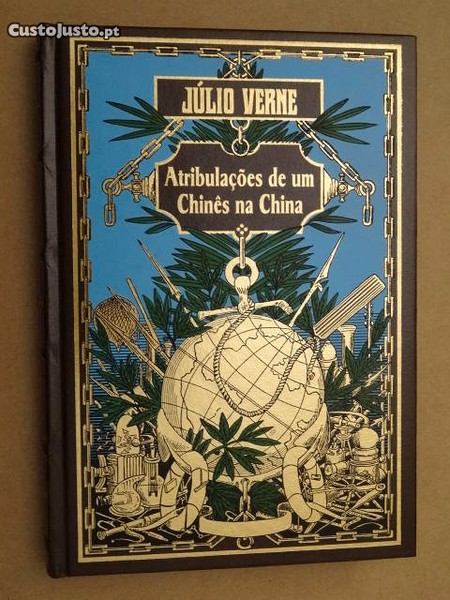 CustoJusto.pt
JÚLIO VERNE
Atribulações de um
Chinês na China